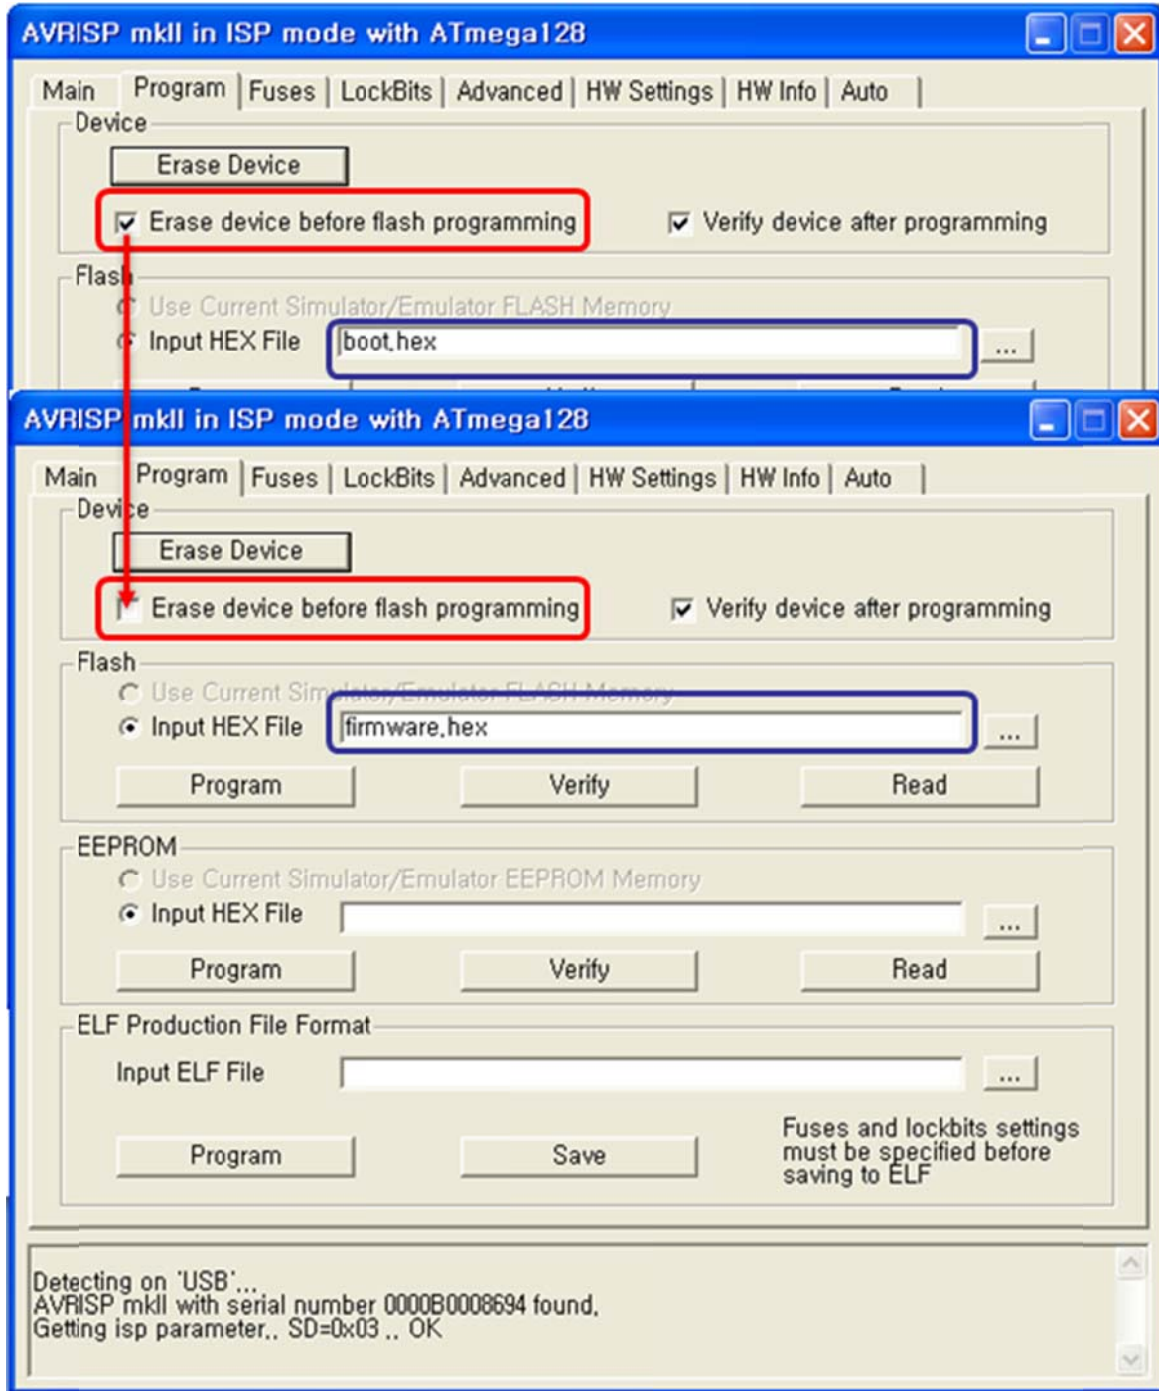 AVRISP mkII in ISP mode with ATmega128
Main Program Fuses LockBits Advanced HW Settings HW Info Auto
Device
Erase Device
Erase device before flash programming Verify device after programming
Flash
Use Current Simulator/Emulator FLASH Memory
Input HEX File boot.hex ...
AVRISP mkII in ISP mode with ATmega128
Main Program Fuses LockBits Advanced HW Settings HW Info Auto
Device
Erase Device
Erase device before flash programming Verify device after programming
Flash
Use Current Simulator/Emulator FLASH Memory
Input HEX File firmware.hex ...
Program Verify Read
EEPROM
Use Current Simulator/Emulator EEPROM Memory
Input HEX File ...
Program Verify Read
ELF Production File Format
Input ELF File ...
Program Save Fuses and lockbits settings
must be specified before
saving to ELF
Detecting on 'USB'...
AVRISP mkII with serial number 0000B0008694 found.
Getting isp parameter.. SD=0x03 .. OK